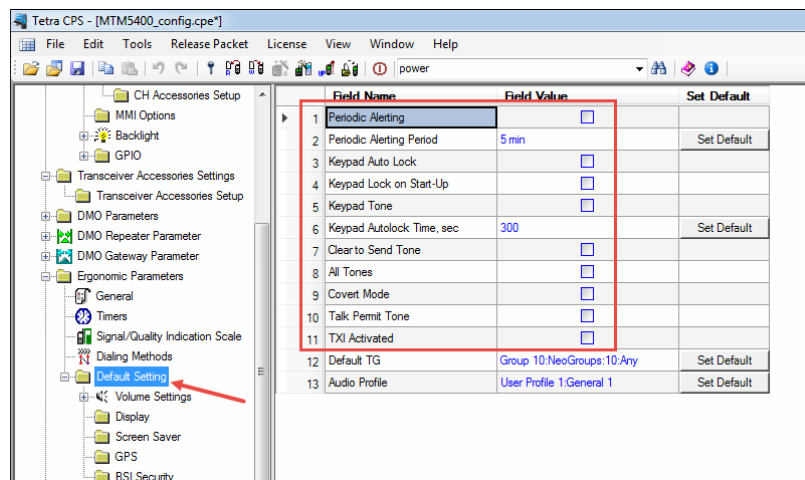 Tetra CPS - [MTM5400_config.cpe*]
File Edit Tools Release Packet License View Window Help
power
CH Accessories Setup
MMI Options
Backlight
GPIO
Transceiver Accessories Settings
Transceiver Accessories Setup
DMO Parameters
DMO Repeater Parameter
DMO Gateway Parameter
Ergonomic Parameters
General
Timers
Signal/Quality Indication Scale
Dialing Methods
Default Setting
Volume Settings
Display
Screen Saver
GPS
BSI Security
Field Name Field Value Set Default
1 Periodic Alerting
2 Periodic Alerting Period 5 min Set Default
3 Keypad Auto Lock
4 Keypad Lock on Start-Up
5 Keypad Tone
6 Keypad Autolock Time, sec 300 Set Default
7 Clear to Send Tone
8 All Tones
9 Covert Mode
10 Talk Permit Tone
11 TXI Activated
12 Default TG Group 10:NeoGroups:10:Any Set Default
13 Audio Profile User Profile 1:General 1 Set Default